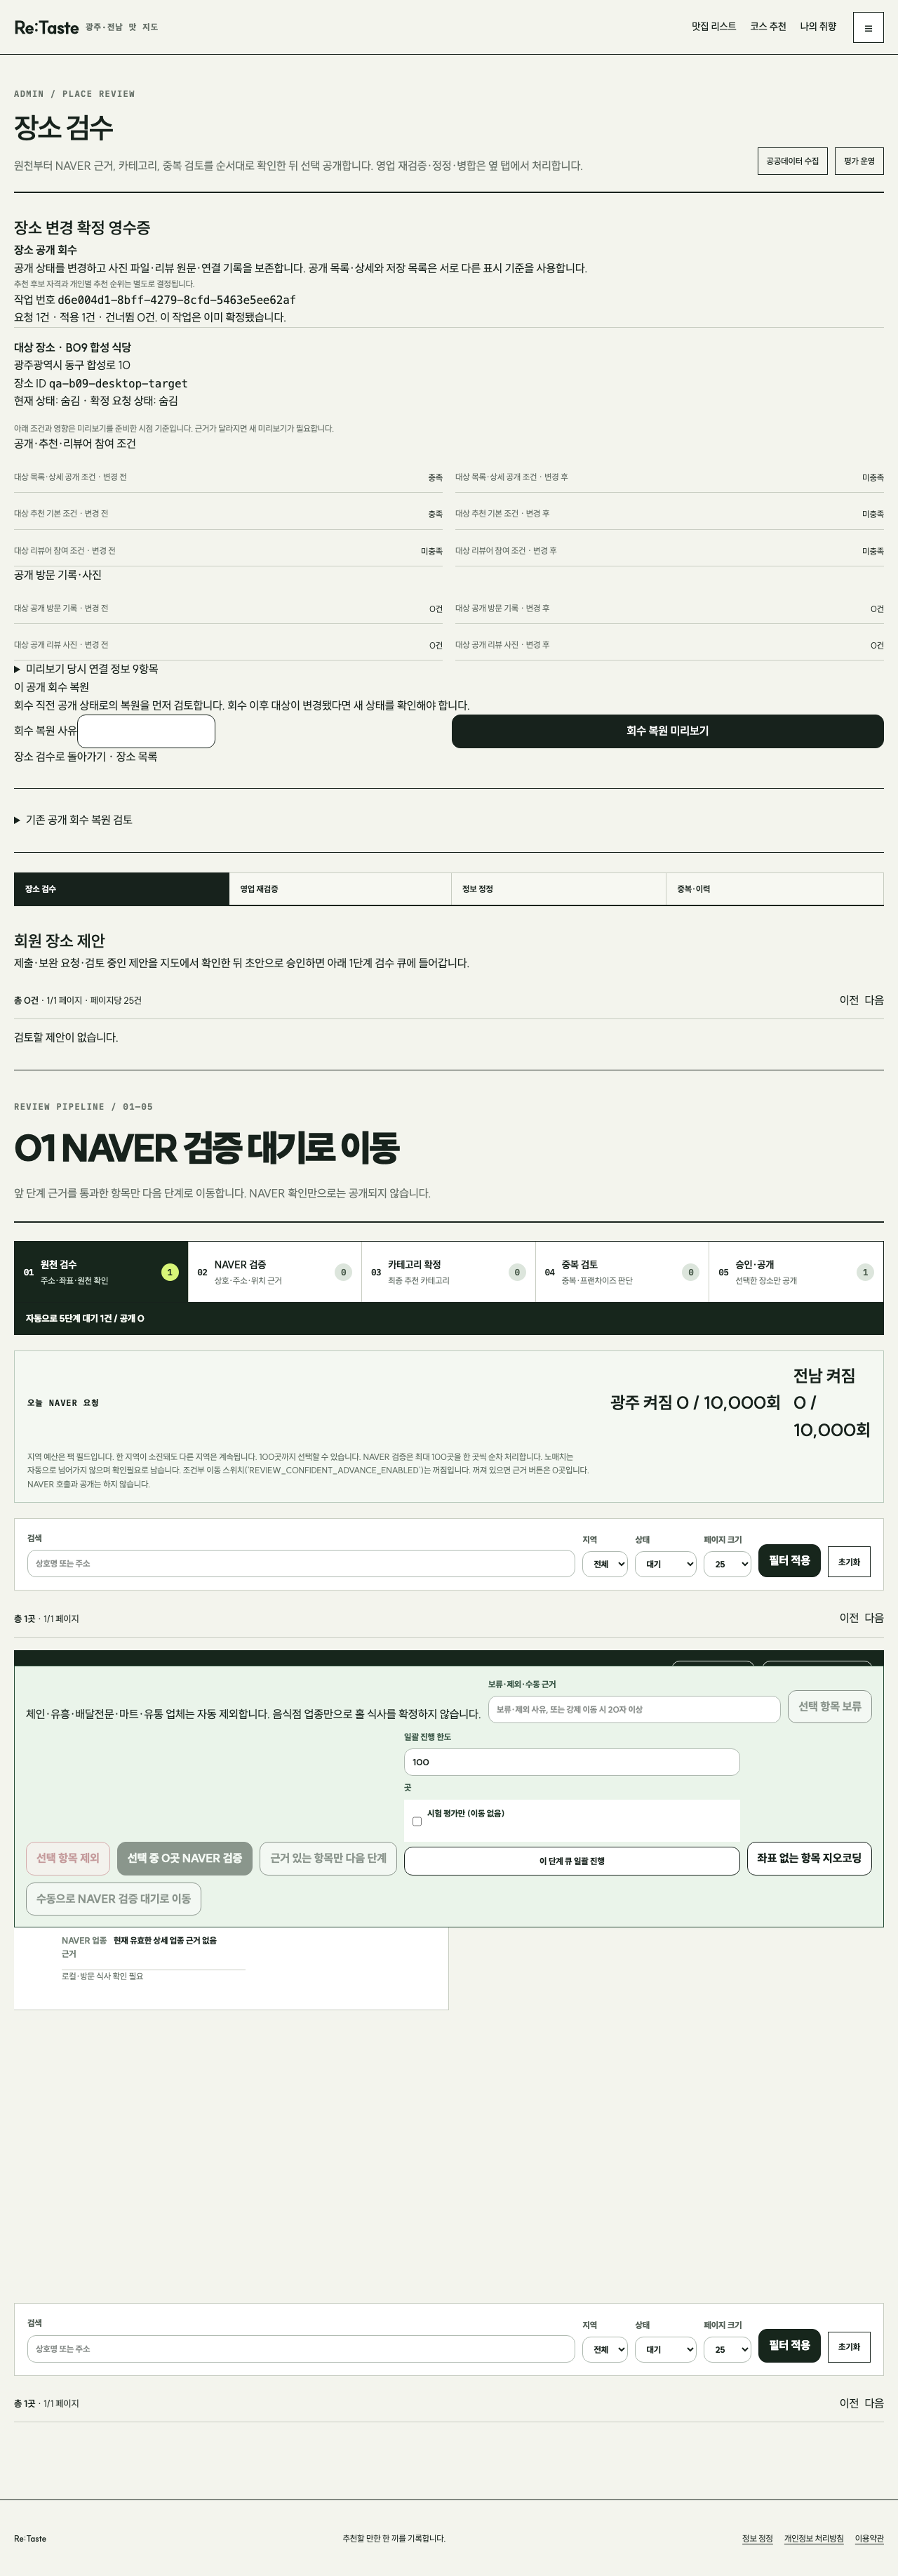 Re:Taste 광주·전남 맛 지도
맛집 리스트 코스 추천 나의 취향
ADMIN / PLACE REVIEW
장소 검수
원천부터 NAVER 근거, 카테고리, 중복 검토를 순서대로 확인한 뒤 선택 공개합니다. 영업 재검증·정정·병합은 옆 탭에서 처리합니다.
공공데이터 수집 평가 운영
장소 변경 확정 영수증
장소 공개 회수
공개 상태를 변경하고 사진 파일·리뷰 원문·연결 기록을 보존합니다. 공개 목록·상세와 저장 목록은 서로 다른 표시 기준을 사용합니다.
추천 후보 자격과 개인별 추천 순위는 별도로 결정됩니다.
작업 번호 d6e004d1-8bff-4279-8cfd-5463e5ee62af
요청 1건 · 적용 1건 · 건너뜀 0건. 이 작업은 이미 확정됐습니다.
대상 장소 · B09 합성 식당
광주광역시 동구 합성로 10
장소 ID qa-b09-desktop-target
현재 상태: 숨김 · 확정 요청 상태: 숨김
아래 조건과 영향은 미리보기를 준비한 시점 기준입니다. 근거가 달라지면 새 미리보기가 필요합니다.
공개·추천·리뷰어 참여 조건
대상 목록·상세 공개 조건 · 변경 전 충족
대상 목록·상세 공개 조건 · 변경 후 미충족
대상 추천 기본 조건 · 변경 전 충족
대상 추천 기본 조건 · 변경 후 미충족
대상 리뷰어 참여 조건 · 변경 전 미충족
대상 리뷰어 참여 조건 · 변경 후 미충족
공개 방문 기록·사진
대상 공개 방문 기록 · 변경 전 0건
대상 공개 방문 기록 · 변경 후 0건
대상 공개 리뷰 사진 · 변경 전 0건
대상 공개 리뷰 사진 · 변경 후 0건
▶ 미리보기 당시 연결 정보 9항목
이 공개 회수 복원
회수 직전 공개 상태로의 복원을 먼저 검토합니다. 회수 이후 대상이 변경됐다면 새 상태를 확인해야 합니다.
회수 복원 사유
회수 복원 미리보기
장소 검수로 돌아가기 · 장소 목록
▶ 기존 공개 회수 복원 검토
장소 검수 영업 재검증 정보 정정 중복·이력
회원 장소 제안
제출·보완 요청·검토 중인 제안을 지도에서 확인한 뒤 초안으로 승인하면 아래 1단계 검수 큐에 들어갑니다.
총 0건 · 1/1 페이지 · 페이지당 25건
이전 다음
검토할 제안이 없습니다.
REVIEW PIPELINE / 01—05
01 NAVER 검증 대기로 이동
앞 단계 근거를 통과한 항목만 다음 단계로 이동합니다. NAVER 확인만으로는 공개되지 않습니다.
01 원천 검수 주소·좌표·원천 확인 1
02 NAVER 검증 상호·주소·위치 근거 0
03 카테고리 확정 최종 추천 카테고리 0
04 중복 검토 중복·프랜차이즈 판단 0
05 승인·공개 선택한 장소만 공개 1
자동으로 5단계 대기 1건 / 공개 0
오늘 NAVER 요청
광주 켜짐 0 / 10,000회
전남 켜짐
0 /
10,000회
지역 예산은 팩 필드입니다. 한 지역이 소진돼도 다른 지역은 계속됩니다. 100곳까지 선택할 수 있습니다. NAVER 검증은 최대 100곳을 한 곳씩 순차 처리합니다. 노매치는
자동으로 넘어가지 않으며 확인필요로 남습니다. 조건부 이동 스위치(`REVIEW_CONFIDENT_ADVANCE_ENABLED`)는 꺼짐입니다. 꺼져 있으면 근거 버튼은 0곳입니다.
NAVER 호출과 공개는 하지 않습니다.
검색 지역 상태 페이지 크기
상호명 또는 주소 전체 대기 25 필터 적용 초기화
총 1곳 · 1/1 페이지
이전 다음
체인·유흥·배달전문·마트·유통 업체는 자동 제외합니다. 음식점 업종만으로 홀 식사를 확정하지 않습니다.
보류·제외·수동 근거
보류·제외 사유, 또는 강제 이동 시 20자 이상
선택 항목 보류
일괄 진행 한도
100
곳
시험 평가만 (이동 없음)
선택 항목 제외 선택 중 0곳 NAVER 검증 근거 있는 항목만 다음 단계 이 단계 큐 일괄 진행 좌표 없는 항목 지오코딩
수동으로 NAVER 검증 대기로 이동
NAVER 업종 현재 유효한 상세 업종 근거 없음
근거
로컬·방문 식사 확인 필요
검색 지역 상태 페이지 크기
상호명 또는 주소 전체 대기 25 필터 적용 초기화
총 1곳 · 1/1 페이지
이전 다음
Re:Taste
추천할 만한 한 끼를 기록합니다.
정보 정정 개인정보 처리방침 이용약관